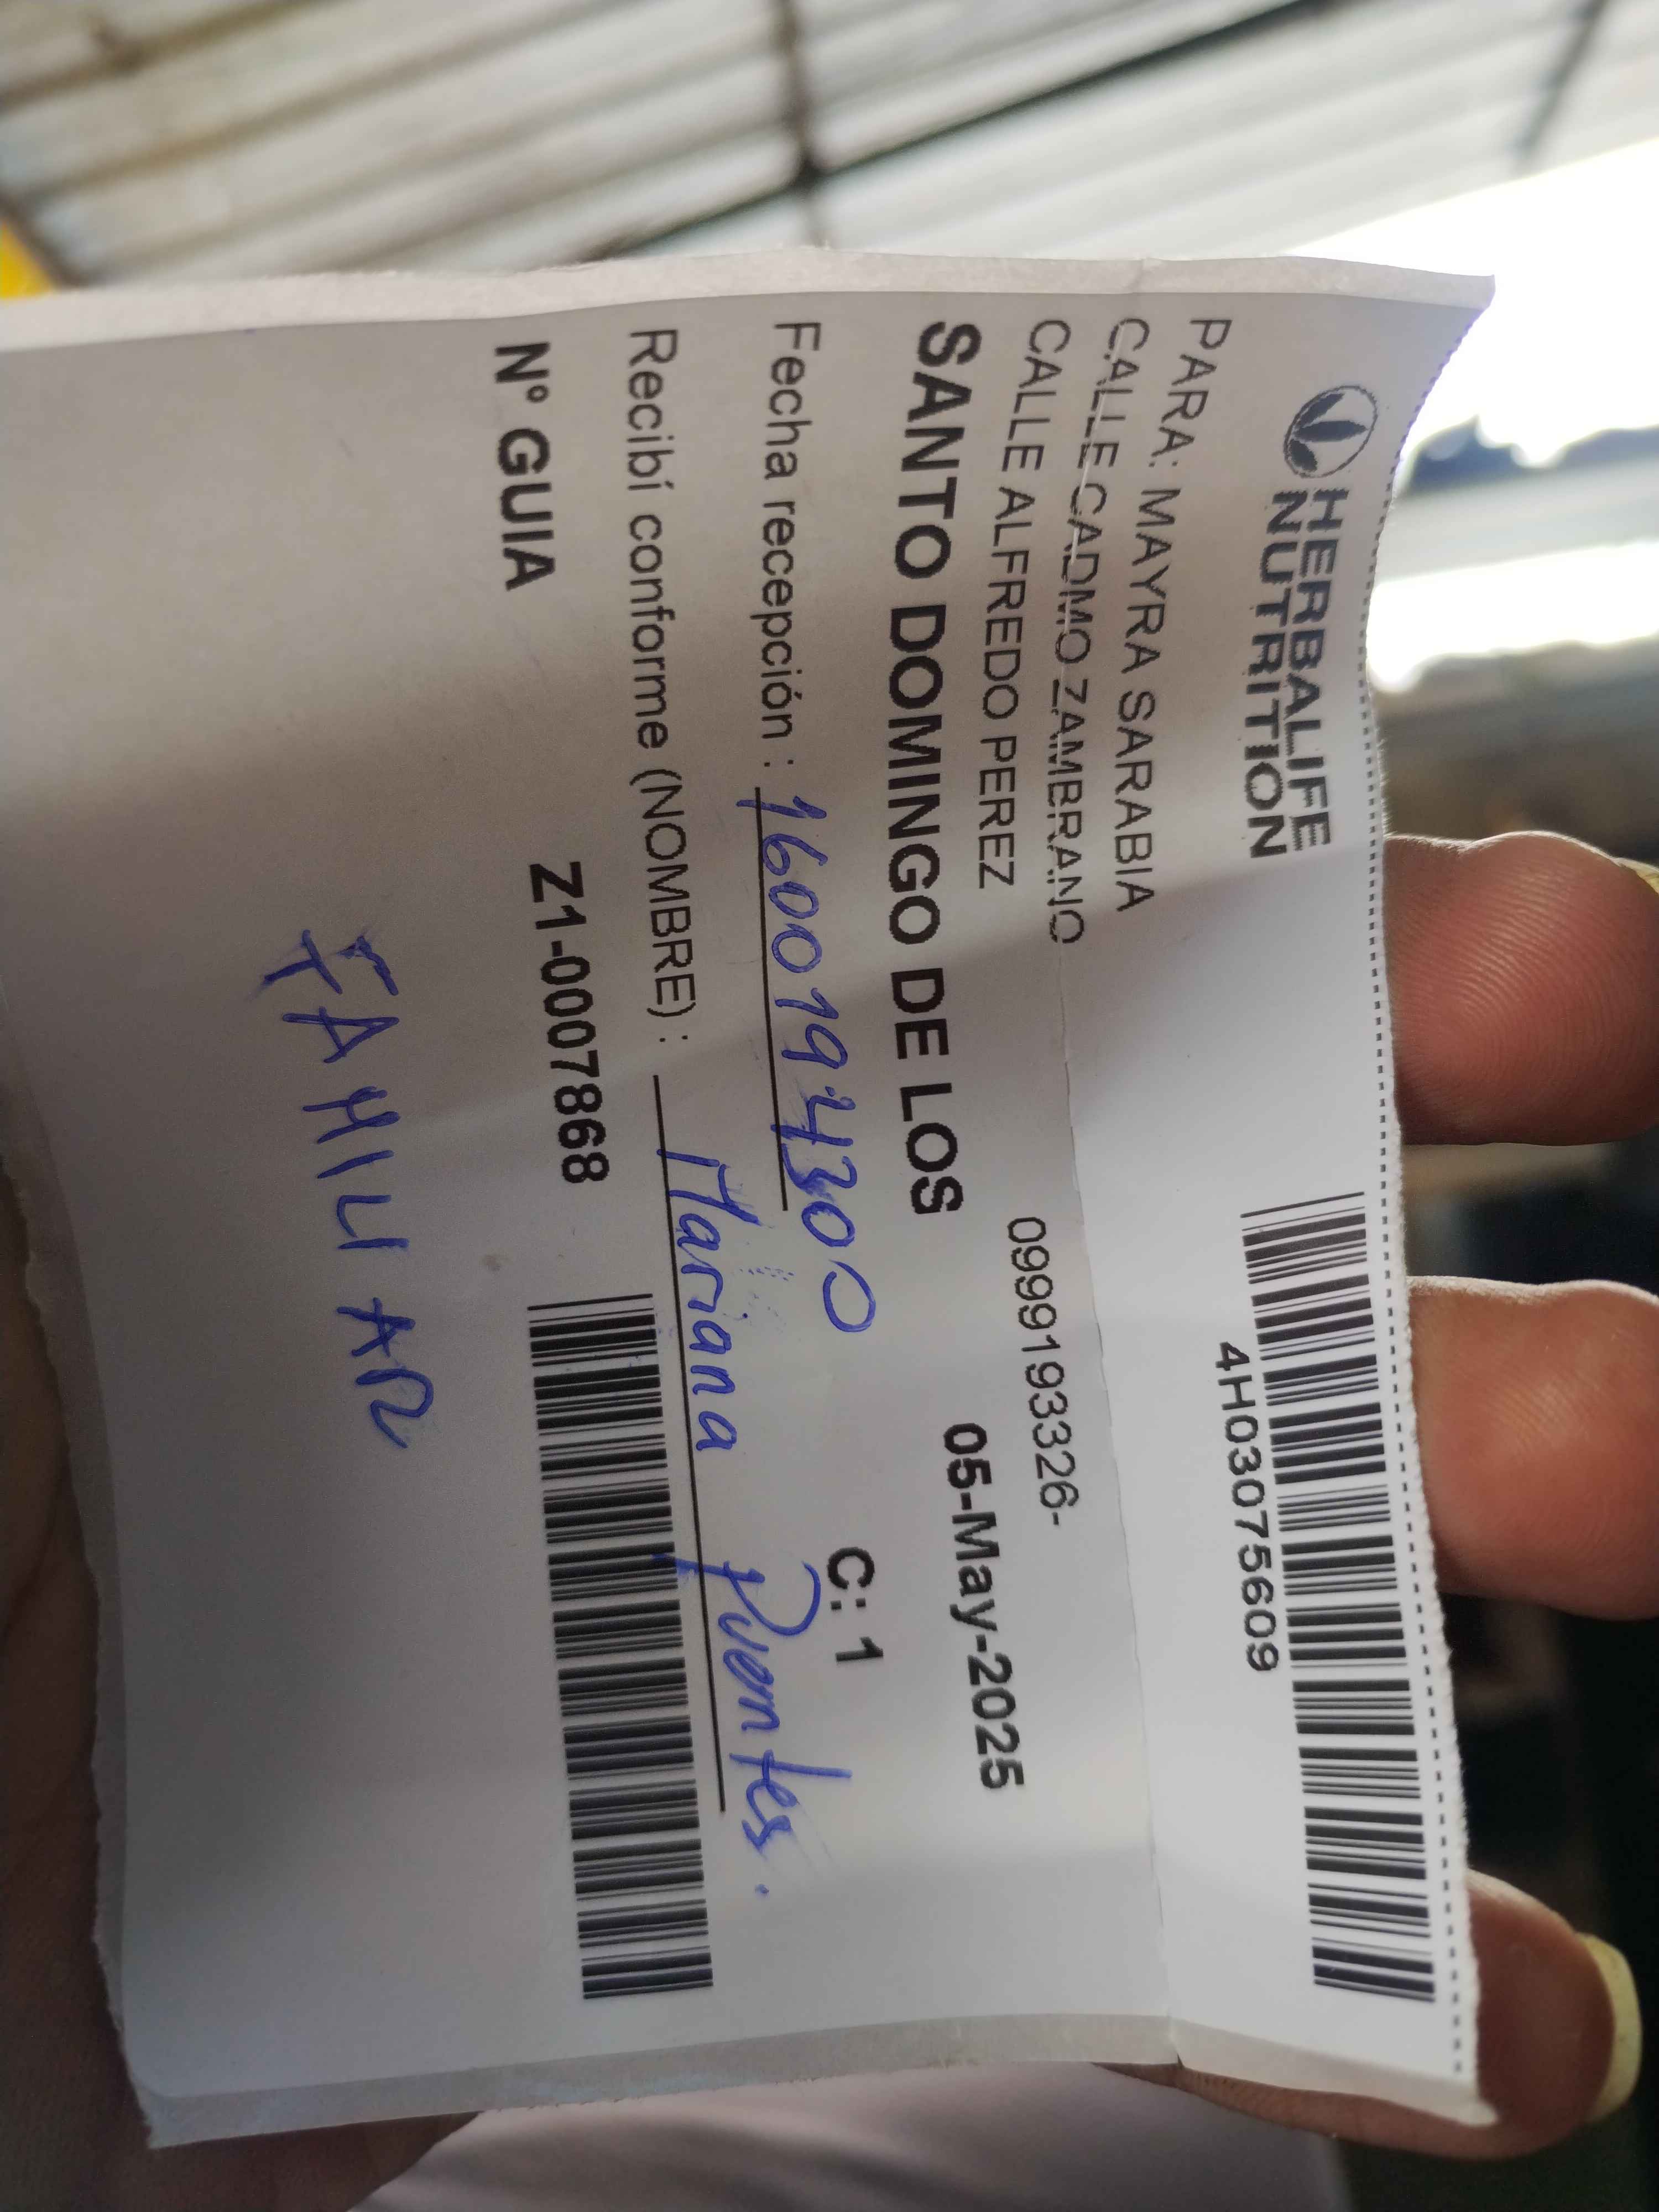 HERBALIFE
NUTRITION
4H03075609
PARA: MAYRA SARABIA
CALLE CADMO ZAMBRANO
CALLE ALFREDO PEREZ
0999193326-
SANTO DOMINGO DE LOS
05-May-2025
C: 1
Fecha recepción : 1600194300
Recibí conforme (NOMBRE) : Mariana Puentes.
N° GUIA Z1-0007868
FAMILIAR